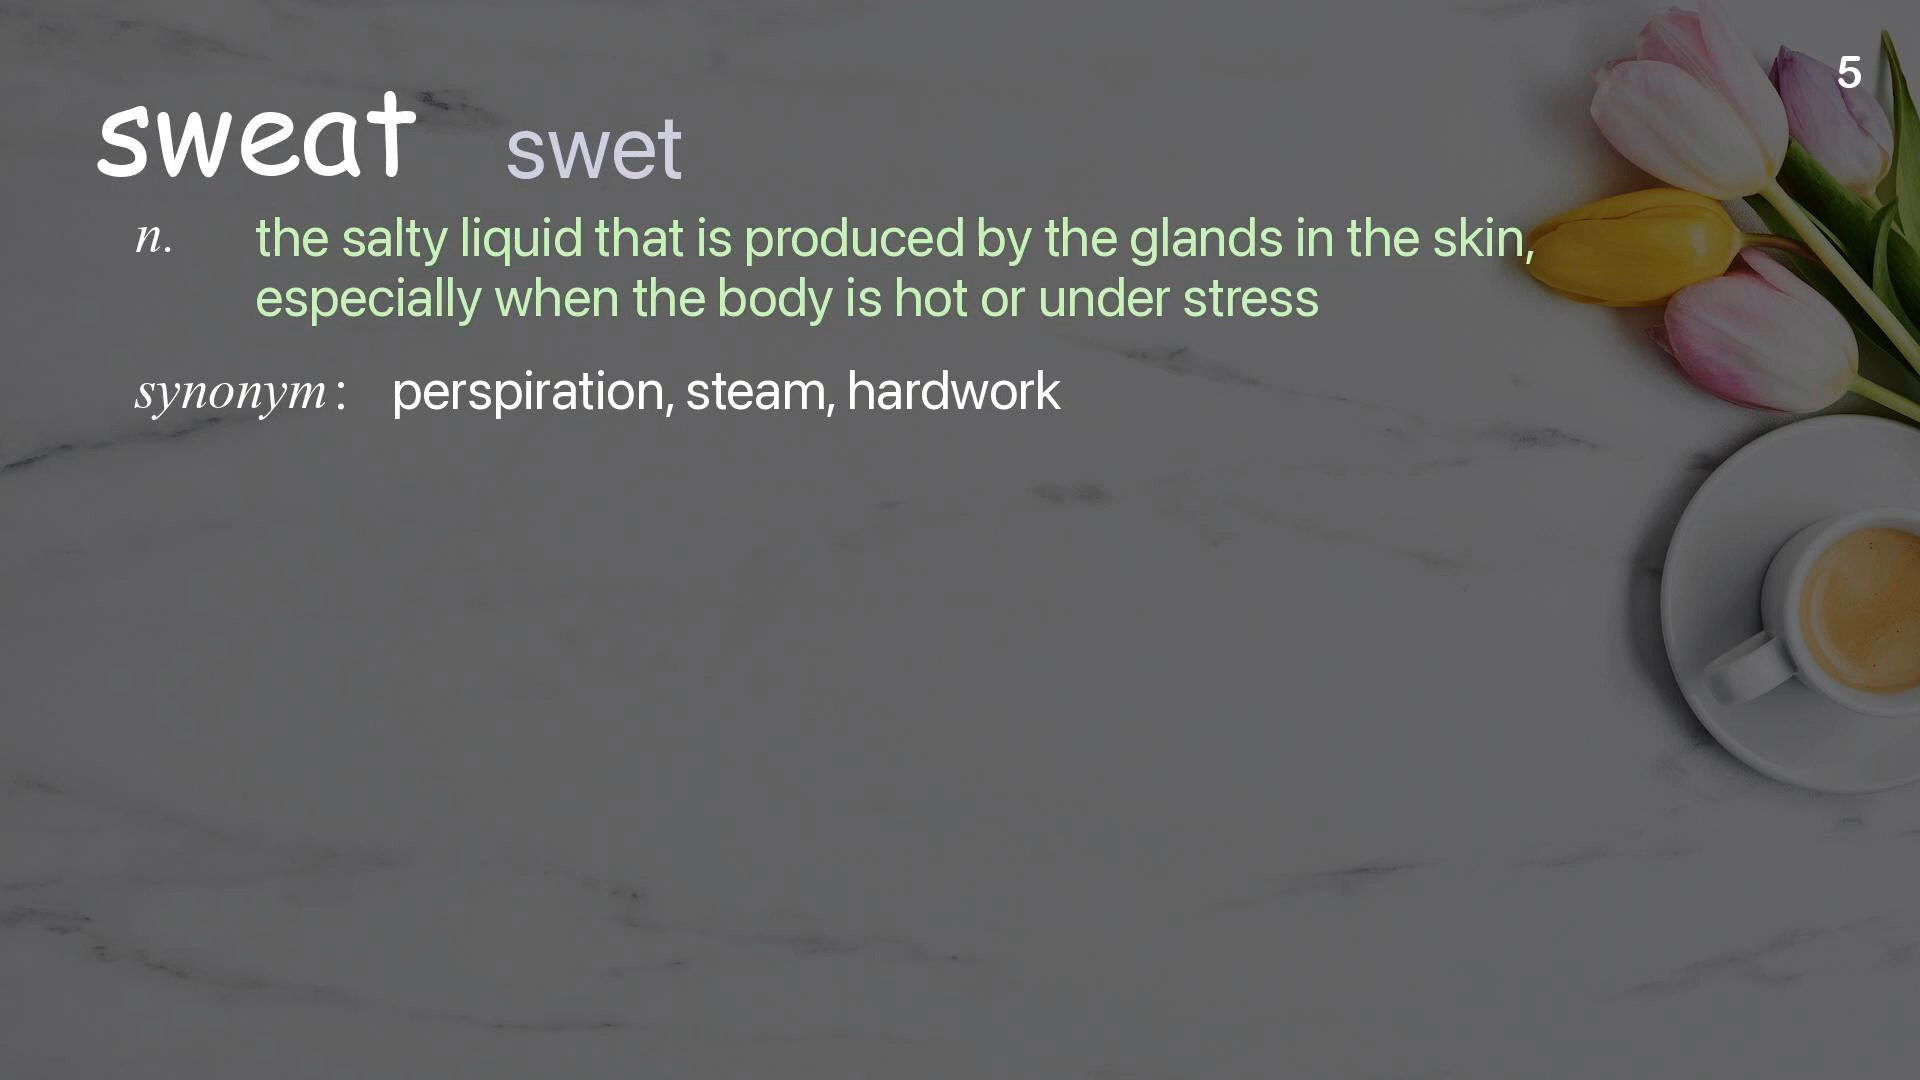 5
sweat swet
n. the salty liquid that is produced by the glands in the skin,
especially when the body is hot or under stress
synonym : perspiration, steam, hardwork